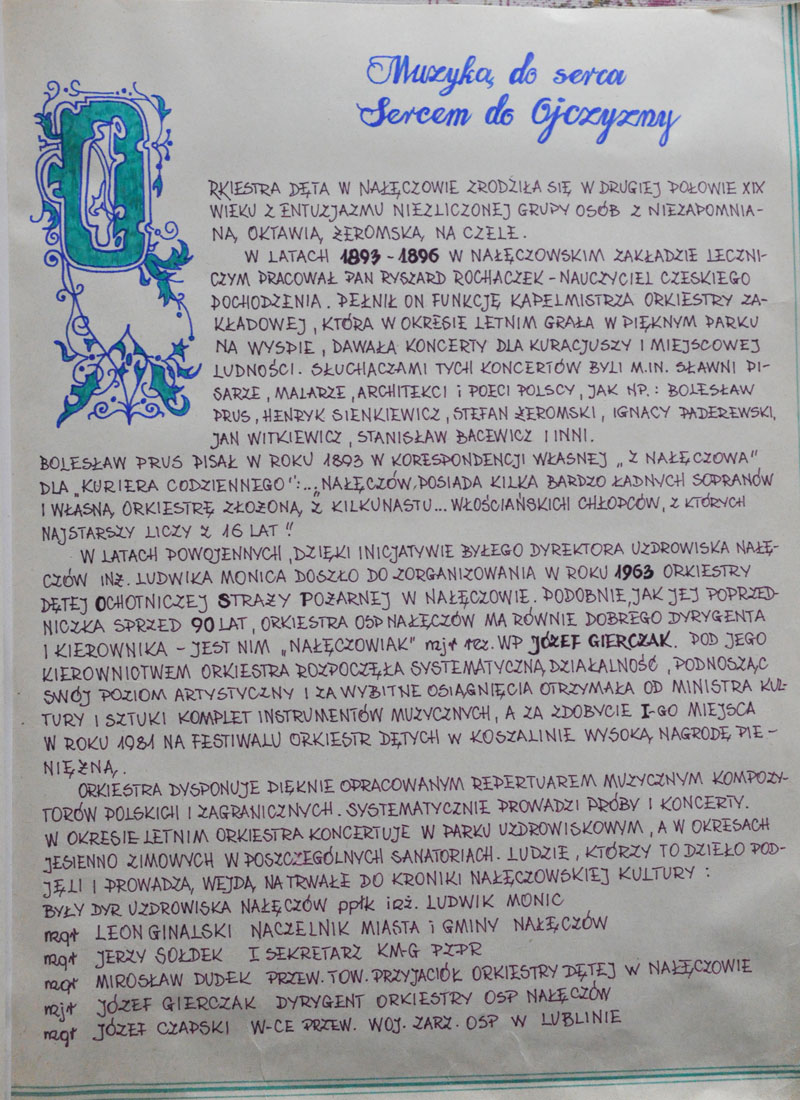 Muzyką do serca
Sercem do Ojczyzny
ORKIESTRA DĘTA W NAŁĘCZOWIE ZRODZIŁA SIĘ W DRUGIEJ POŁOWIE XIX
WIEKU Z ENTUZJAZMU NIEZLICZONEJ GRUPY OSÓB Z NIEZAPOMNIA-
NĄ OKTAWIĄ ŻEROMSKĄ NA CZELE.
W LATACH 1893-1896 W NAŁĘCZOWSKIM ZAKŁADZIE LECZNI-
CZYM PRACOWAŁ PAN RYSZARD ROCHACZEK - NAUCZYCIEL CZESKIEGO
POCHODZENIA. PEŁNIŁ ON FUNKCJĘ KAPELMISTRZA ORKIESTRY ZA-
KŁADOWEJ, KTÓRA W OKRESIE LETNIM GRAŁA W PIĘKNYM PARKU
NA WYSPIE, DAWAŁA KONCERTY DLA KURACJUSZY I MIEJSCOWEJ
LUDNOŚCI. SŁUCHACZAMI TYCH KONCERTÓW BYLI M.IN. SŁAWNI PI-
SARZE, MALARZE, ARCHITEKCI i POECI POLSCY, JAK NP.: BOLESŁAW
PRUS, HENRYK SIENKIEWICZ, STEFAN ŻEROMSKI, IGNACY PADEREWSKI,
JAN WITKIEWICZ, STANISŁAW BACEWICZ I INNI.
BOLESŁAW PRUS PISAŁ W ROKU 1893 W KORESPONDENCJI WŁASNEJ „Z NAŁĘCZOWA"
DLA „KURIERA CODZIENNEGO":..„NAŁĘCZÓW POSIADA KILKA BARDZO ŁADNYCH SOPRANÓW
I WŁASNĄ ORKIESTRĘ ZŁOŻONĄ Z KILKUNASTU... WŁOŚCIAŃSKICH CHŁOPCÓW, Z KTÓRYCH
NAJSTARSZY LICZY Z 16 LAT"!
W LATACH POWOJENNYCH, DZIĘKI INICJATYWIE BYŁEGO DYREKTORA UZDROWISKA NAŁĘ-
CZÓW INŻ. LUDWIKA MONICA DOSZŁO DO ZORGANIZOWANIA W ROKU 1963 ORKIESTRY
DĘTEJ OCHOTNICZEJ STRAŻY POŻARNEJ W NAŁĘCZOWIE. PODOBNIE, JAK JEJ POPRZED-
NICZKA SPRZED 90 LAT, ORKIESTRA OSP NAŁĘCZÓW MA RÓWNIE DOBREGO DYRYGENTA
I KIEROWNIKA - JEST NIM „NAŁĘCZOWIAK" mjr rez. WP JÓZEF GIERCZAK. POD JEGO
KIEROWNICTWEM ORKIESTRA ROZPOCZĘŁA SYSTEMATYCZNĄ DZIAŁALNOŚĆ, PODNOSZĄC
SWÓJ POZIOM ARTYSTYCZNY I ZA WYBITNE OSIĄGNIĘCIA OTRZYMAŁA OD MINISTRA KUL-
TURY I SZTUKI KOMPLET INSTRUMENTÓW MUZYCZNYCH, A ZA ZDOBYCIE I-GO MIEJSCA
W ROKU 1981 NA FESTIWALU ORKIESTR DĘTYCH W KOSZALINIE WYSOKĄ NAGRODĘ PIE-
NIĘŻNĄ.
ORKIESTRA DYSPONUJE PIĘKNIE OPRACOWANYM REPERTUAREM MUZYCZNYM KOMPOZY-
TORÓW POLSKICH I ZAGRANICZNYCH. SYSTEMATYCZNIE PROWADZI PRÓBY I KONCERTY.
W OKRESIE LETNIM ORKIESTRA KONCERTUJE W PARKU UZDROWISKOWYM, A W OKRESACH
JESIENNO ZIMOWYCH W POSZCZEGÓLNYCH SANATORIACH. LUDZIE, KTÓRZY TO DZIEŁO POD-
JĘLI I PROWADZĄ, WEJDĄ NA TRWAŁE DO KRONIKI NAŁĘCZOWSKIEJ KULTURY:
BYŁY DYR UZDROWISKA NAŁĘCZÓW ppłk inż. LUDWIK MONIC
mgr LEON GINALSKI NACZELNIK MIASTA i GMINY NAŁĘCZÓW
mgr JERZY SOŁDEK I SEKRETARZ KM-G PZPR
mgr MIROSŁAW DUDEK PRZEW. TOW. PRZYJACIÓŁ ORKIESTRY DĘTEJ W NAŁĘCZOWIE
mjr JÓZEF GIERCZAK DYRYGENT ORKIESTRY OSP NAŁĘCZÓW
mgr JÓZEF CZAPSKI W-CE PRZEW. WOJ. ZARZ. OSP W LUBLINIE